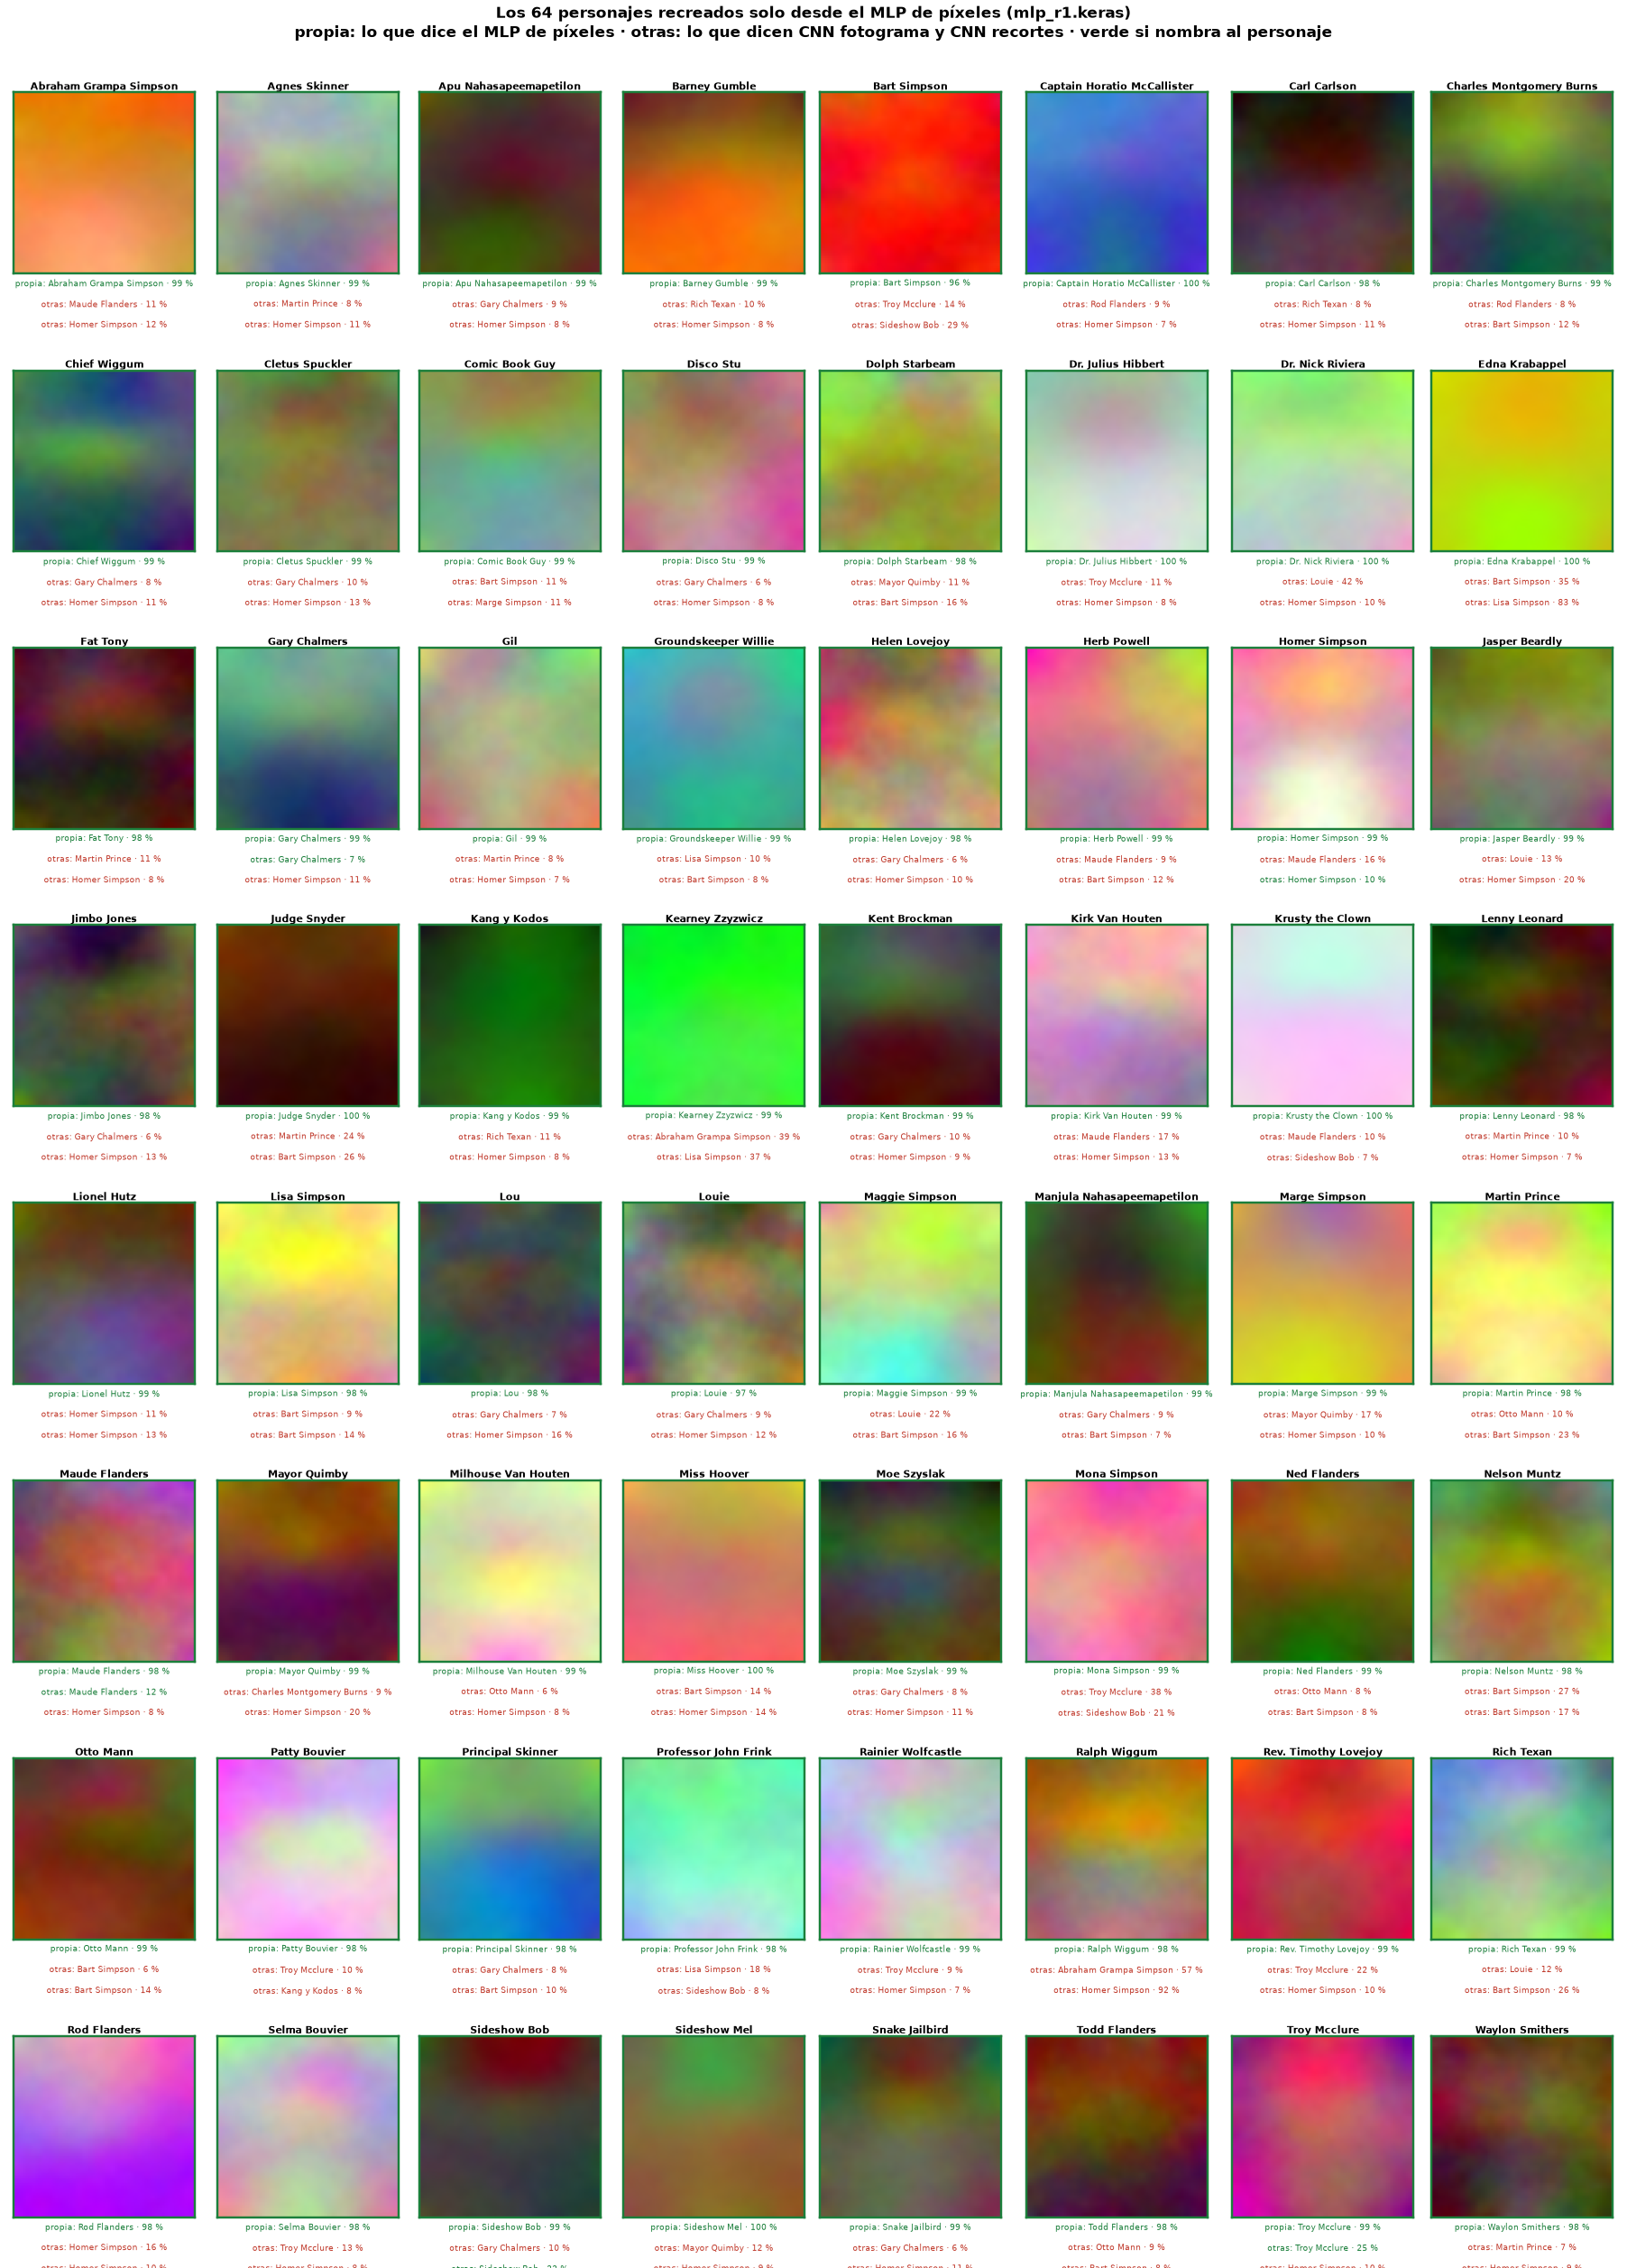 Los 64 personajes recreados solo desde el MLP de píxeles (mlp_r1.keras)
propia: lo que dice el MLP de píxeles · otras: lo que dicen CNN fotograma y CNN recortes · verde si nombra al personaje
Abraham Grampa Simpson Agnes Skinner Apu Nahasapeemapetilon Barney Gumble Bart Simpson Captain Horatio McCallister Carl Carlson Charles Montgomery Burns
propia: Abraham Grampa Simpson · 99 % propia: Agnes Skinner · 99 % propia: Apu Nahasapeemapetilon · 99 % propia: Barney Gumble · 99 % propia: Bart Simpson · 96 % propia: Captain Horatio McCallister · 100 % propia: Carl Carlson · 98 % propia: Charles Montgomery Burns · 99 %
otras: Maude Flanders · 11 % otras: Martin Prince · 8 % otras: Gary Chalmers · 9 % otras: Rich Texan · 10 % otras: Troy Mcclure · 14 % otras: Rod Flanders · 9 % otras: Rich Texan · 8 % otras: Rod Flanders · 8 %
otras: Homer Simpson · 12 % otras: Homer Simpson · 11 % otras: Homer Simpson · 8 % otras: Homer Simpson · 8 % otras: Sideshow Bob · 29 % otras: Homer Simpson · 7 % otras: Homer Simpson · 11 % otras: Bart Simpson · 12 %
Chief Wiggum Cletus Spuckler Comic Book Guy Disco Stu Dolph Starbeam Dr. Julius Hibbert Dr. Nick Riviera Edna Krabappel
propia: Chief Wiggum · 99 % propia: Cletus Spuckler · 99 % propia: Comic Book Guy · 99 % propia: Disco Stu · 99 % propia: Dolph Starbeam · 98 % propia: Dr. Julius Hibbert · 100 % propia: Dr. Nick Riviera · 100 % propia: Edna Krabappel · 100 %
otras: Gary Chalmers · 8 % otras: Gary Chalmers · 10 % otras: Bart Simpson · 11 % otras: Gary Chalmers · 6 % otras: Mayor Quimby · 11 % otras: Troy Mcclure · 11 % otras: Louie · 42 % otras: Bart Simpson · 35 %
otras: Homer Simpson · 11 % otras: Homer Simpson · 13 % otras: Marge Simpson · 11 % otras: Homer Simpson · 8 % otras: Bart Simpson · 16 % otras: Homer Simpson · 8 % otras: Homer Simpson · 10 % otras: Lisa Simpson · 83 %
Fat Tony Gary Chalmers Gil Groundskeeper Willie Helen Lovejoy Herb Powell Homer Simpson Jasper Beardly
propia: Fat Tony · 98 % propia: Gary Chalmers · 99 % propia: Gil · 99 % propia: Groundskeeper Willie · 99 % propia: Helen Lovejoy · 98 % propia: Herb Powell · 99 % propia: Homer Simpson · 99 % propia: Jasper Beardly · 99 %
otras: Martin Prince · 11 % otras: Gary Chalmers · 7 % otras: Martin Prince · 8 % otras: Lisa Simpson · 10 % otras: Gary Chalmers · 6 % otras: Maude Flanders · 9 % otras: Maude Flanders · 16 % otras: Louie · 13 %
otras: Homer Simpson · 8 % otras: Homer Simpson · 11 % otras: Homer Simpson · 7 % otras: Bart Simpson · 8 % otras: Homer Simpson · 10 % otras: Bart Simpson · 12 % otras: Homer Simpson · 10 % otras: Homer Simpson · 20 %
Jimbo Jones Judge Snyder Kang y Kodos Kearney Zzyzwicz Kent Brockman Kirk Van Houten Krusty the Clown Lenny Leonard
propia: Jimbo Jones · 98 % propia: Judge Snyder · 100 % propia: Kang y Kodos · 99 % propia: Kearney Zzyzwicz · 99 % propia: Kent Brockman · 99 % propia: Kirk Van Houten · 99 % propia: Krusty the Clown · 100 % propia: Lenny Leonard · 98 %
otras: Gary Chalmers · 6 % otras: Martin Prince · 24 % otras: Rich Texan · 11 % otras: Abraham Grampa Simpson · 39 % otras: Gary Chalmers · 10 % otras: Maude Flanders · 17 % otras: Maude Flanders · 10 % otras: Martin Prince · 10 %
otras: Homer Simpson · 13 % otras: Bart Simpson · 26 % otras: Homer Simpson · 8 % otras: Lisa Simpson · 37 % otras: Homer Simpson · 9 % otras: Homer Simpson · 13 % otras: Sideshow Bob · 7 % otras: Homer Simpson · 7 %
Lionel Hutz Lisa Simpson Lou Louie Maggie Simpson Manjula Nahasapeemapetilon Marge Simpson Martin Prince
propia: Lionel Hutz · 99 % propia: Lisa Simpson · 98 % propia: Lou · 98 % propia: Louie · 97 % propia: Maggie Simpson · 99 % propia: Manjula Nahasapeemapetilon · 99 % propia: Marge Simpson · 99 % propia: Martin Prince · 98 %
otras: Homer Simpson · 11 % otras: Bart Simpson · 9 % otras: Gary Chalmers · 7 % otras: Gary Chalmers · 9 % otras: Louie · 22 % otras: Gary Chalmers · 9 % otras: Mayor Quimby · 17 % otras: Otto Mann · 10 %
otras: Homer Simpson · 13 % otras: Bart Simpson · 14 % otras: Homer Simpson · 16 % otras: Homer Simpson · 12 % otras: Bart Simpson · 16 % otras: Bart Simpson · 7 % otras: Homer Simpson · 10 % otras: Bart Simpson · 23 %
Maude Flanders Mayor Quimby Milhouse Van Houten Miss Hoover Moe Szyslak Mona Simpson Ned Flanders Nelson Muntz
propia: Maude Flanders · 98 % propia: Mayor Quimby · 99 % propia: Milhouse Van Houten · 99 % propia: Miss Hoover · 100 % propia: Moe Szyslak · 99 % propia: Mona Simpson · 99 % propia: Ned Flanders · 99 % propia: Nelson Muntz · 98 %
otras: Maude Flanders · 12 % otras: Charles Montgomery Burns · 9 % otras: Otto Mann · 6 % otras: Bart Simpson · 14 % otras: Gary Chalmers · 8 % otras: Troy Mcclure · 38 % otras: Otto Mann · 8 % otras: Bart Simpson · 27 %
otras: Homer Simpson · 8 % otras: Homer Simpson · 20 % otras: Homer Simpson · 8 % otras: Homer Simpson · 14 % otras: Homer Simpson · 11 % otras: Sideshow Bob · 21 % otras: Bart Simpson · 8 % otras: Bart Simpson · 17 %
Otto Mann Patty Bouvier Principal Skinner Professor John Frink Rainier Wolfcastle Ralph Wiggum Rev. Timothy Lovejoy Rich Texan
propia: Otto Mann · 99 % propia: Patty Bouvier · 98 % propia: Principal Skinner · 98 % propia: Professor John Frink · 98 % propia: Rainier Wolfcastle · 99 % propia: Ralph Wiggum · 98 % propia: Rev. Timothy Lovejoy · 99 % propia: Rich Texan · 99 %
otras: Bart Simpson · 6 % otras: Troy Mcclure · 10 % otras: Gary Chalmers · 8 % otras: Lisa Simpson · 18 % otras: Troy Mcclure · 9 % otras: Abraham Grampa Simpson · 57 % otras: Troy Mcclure · 22 % otras: Louie · 12 %
otras: Bart Simpson · 14 % otras: Kang y Kodos · 8 % otras: Bart Simpson · 10 % otras: Sideshow Bob · 8 % otras: Homer Simpson · 7 % otras: Homer Simpson · 92 % otras: Homer Simpson · 10 % otras: Bart Simpson · 26 %
Rod Flanders Selma Bouvier Sideshow Bob Sideshow Mel Snake Jailbird Todd Flanders Troy Mcclure Waylon Smithers
propia: Rod Flanders · 98 % propia: Selma Bouvier · 98 % propia: Sideshow Bob · 99 % propia: Sideshow Mel · 100 % propia: Snake Jailbird · 99 % propia: Todd Flanders · 98 % propia: Troy Mcclure · 99 % propia: Waylon Smithers · 98 %
otras: Homer Simpson · 16 % otras: Troy Mcclure · 13 % otras: Gary Chalmers · 10 % otras: Mayor Quimby · 12 % otras: Gary Chalmers · 6 % otras: Otto Mann · 9 % otras: Troy Mcclure · 25 % otras: Martin Prince · 7 %